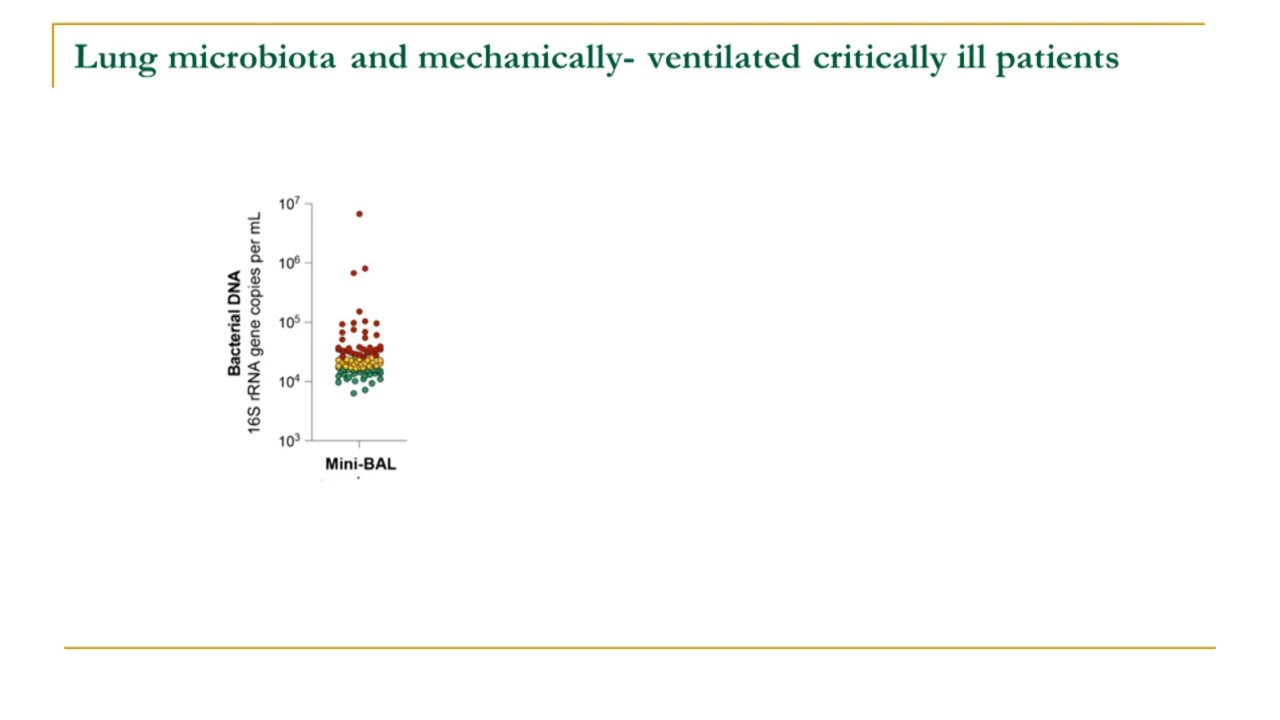 Lung microbiota and mechanically- ventilated critically ill patients
Bacterial DNA
16S rRNA gene copies per mL
10⁷
10⁶
10⁵
10⁴
10³
Mini-BAL